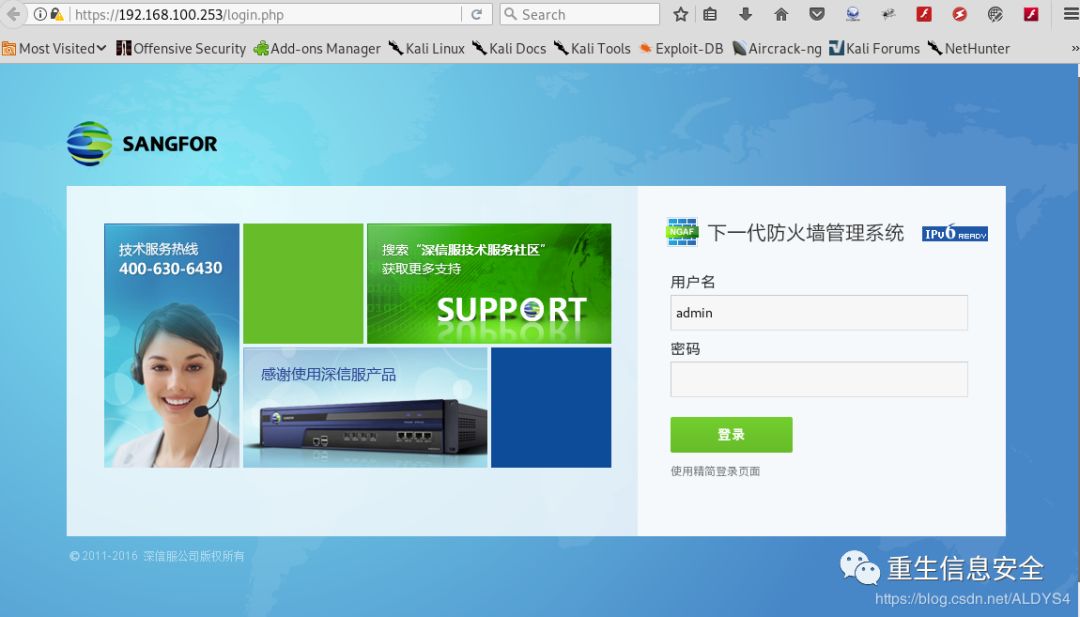 https://192.168.100.253/login.php
Search
Most Visited
Offensive Security
Add-ons Manager
Kali Linux
Kali Docs
Kali Tools
Exploit-DB
Aircrack-ng
Kali Forums
NetHunter
»
SANGFOR
技术服务热线
400-630-6430
搜索“深信服技术服务社区”
获取更多支持
SUPPORT
感谢使用深信服产品
NGAF
下一代防火墙管理系统
IPv6 READY
用户名
admin
密码
登录
使用精简登录页面
© 2011-2016 深信服公司版权所有
重生信息安全
https://blog.csdn.net/ALDYS4